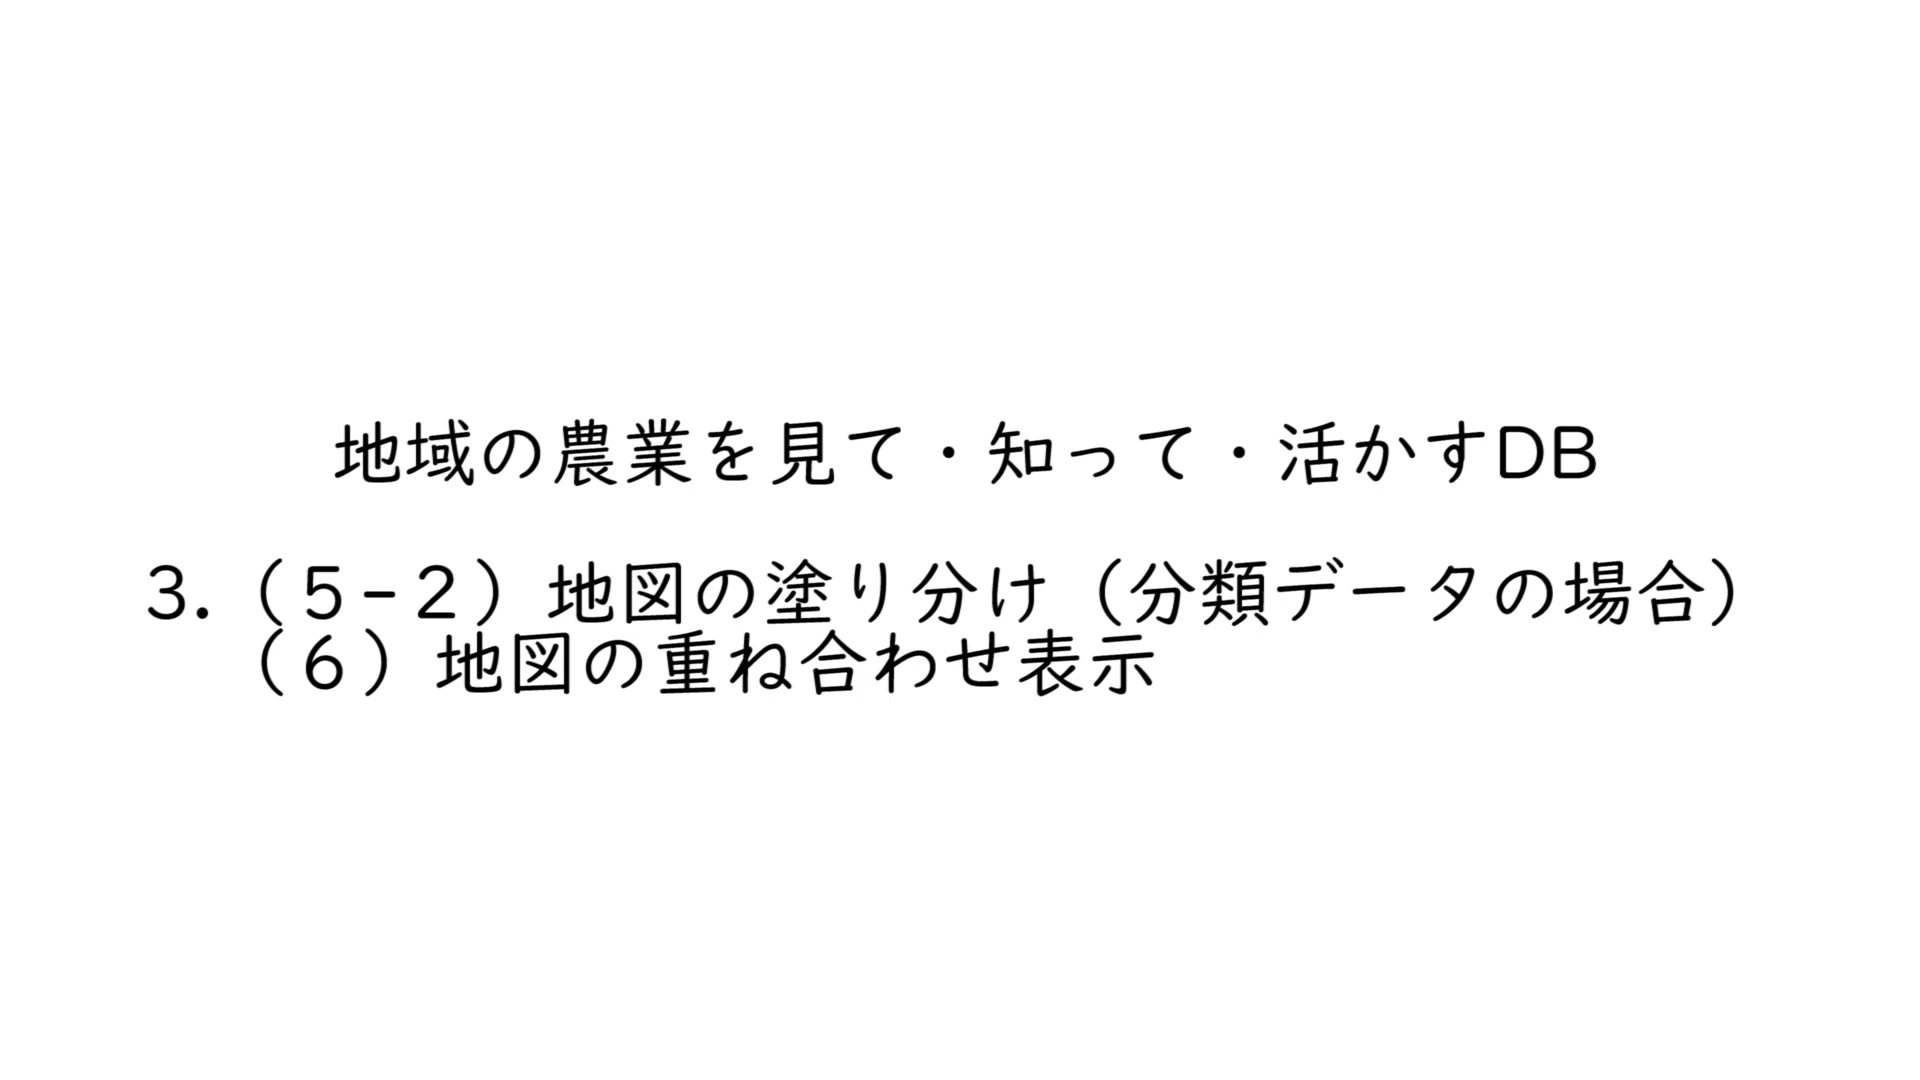 地域の農業を見て・知って・活かすDB
3.（５-２）地図の塗り分け（分類データの場合）
（６）地図の重ね合わせ表示